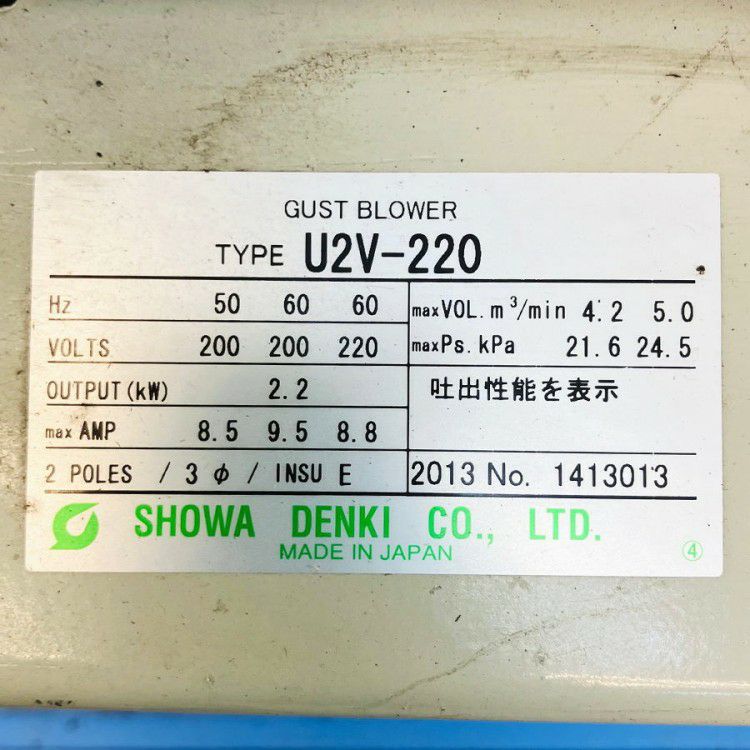 GUST BLOWER
TYPE U2V-220
Hz 50 60 60
VOLTS 200 200 220
OUTPUT(kW) 2.2
max AMP 8.5 9.5 8.8
2 POLES / 3 φ / INSU E
maxVOL. m³/min 4.2 5.0
maxPs. kPa 21.6 24.5
吐出性能を表示
2013 No. 1413013
SHOWA DENKI CO., LTD.
MADE IN JAPAN
④